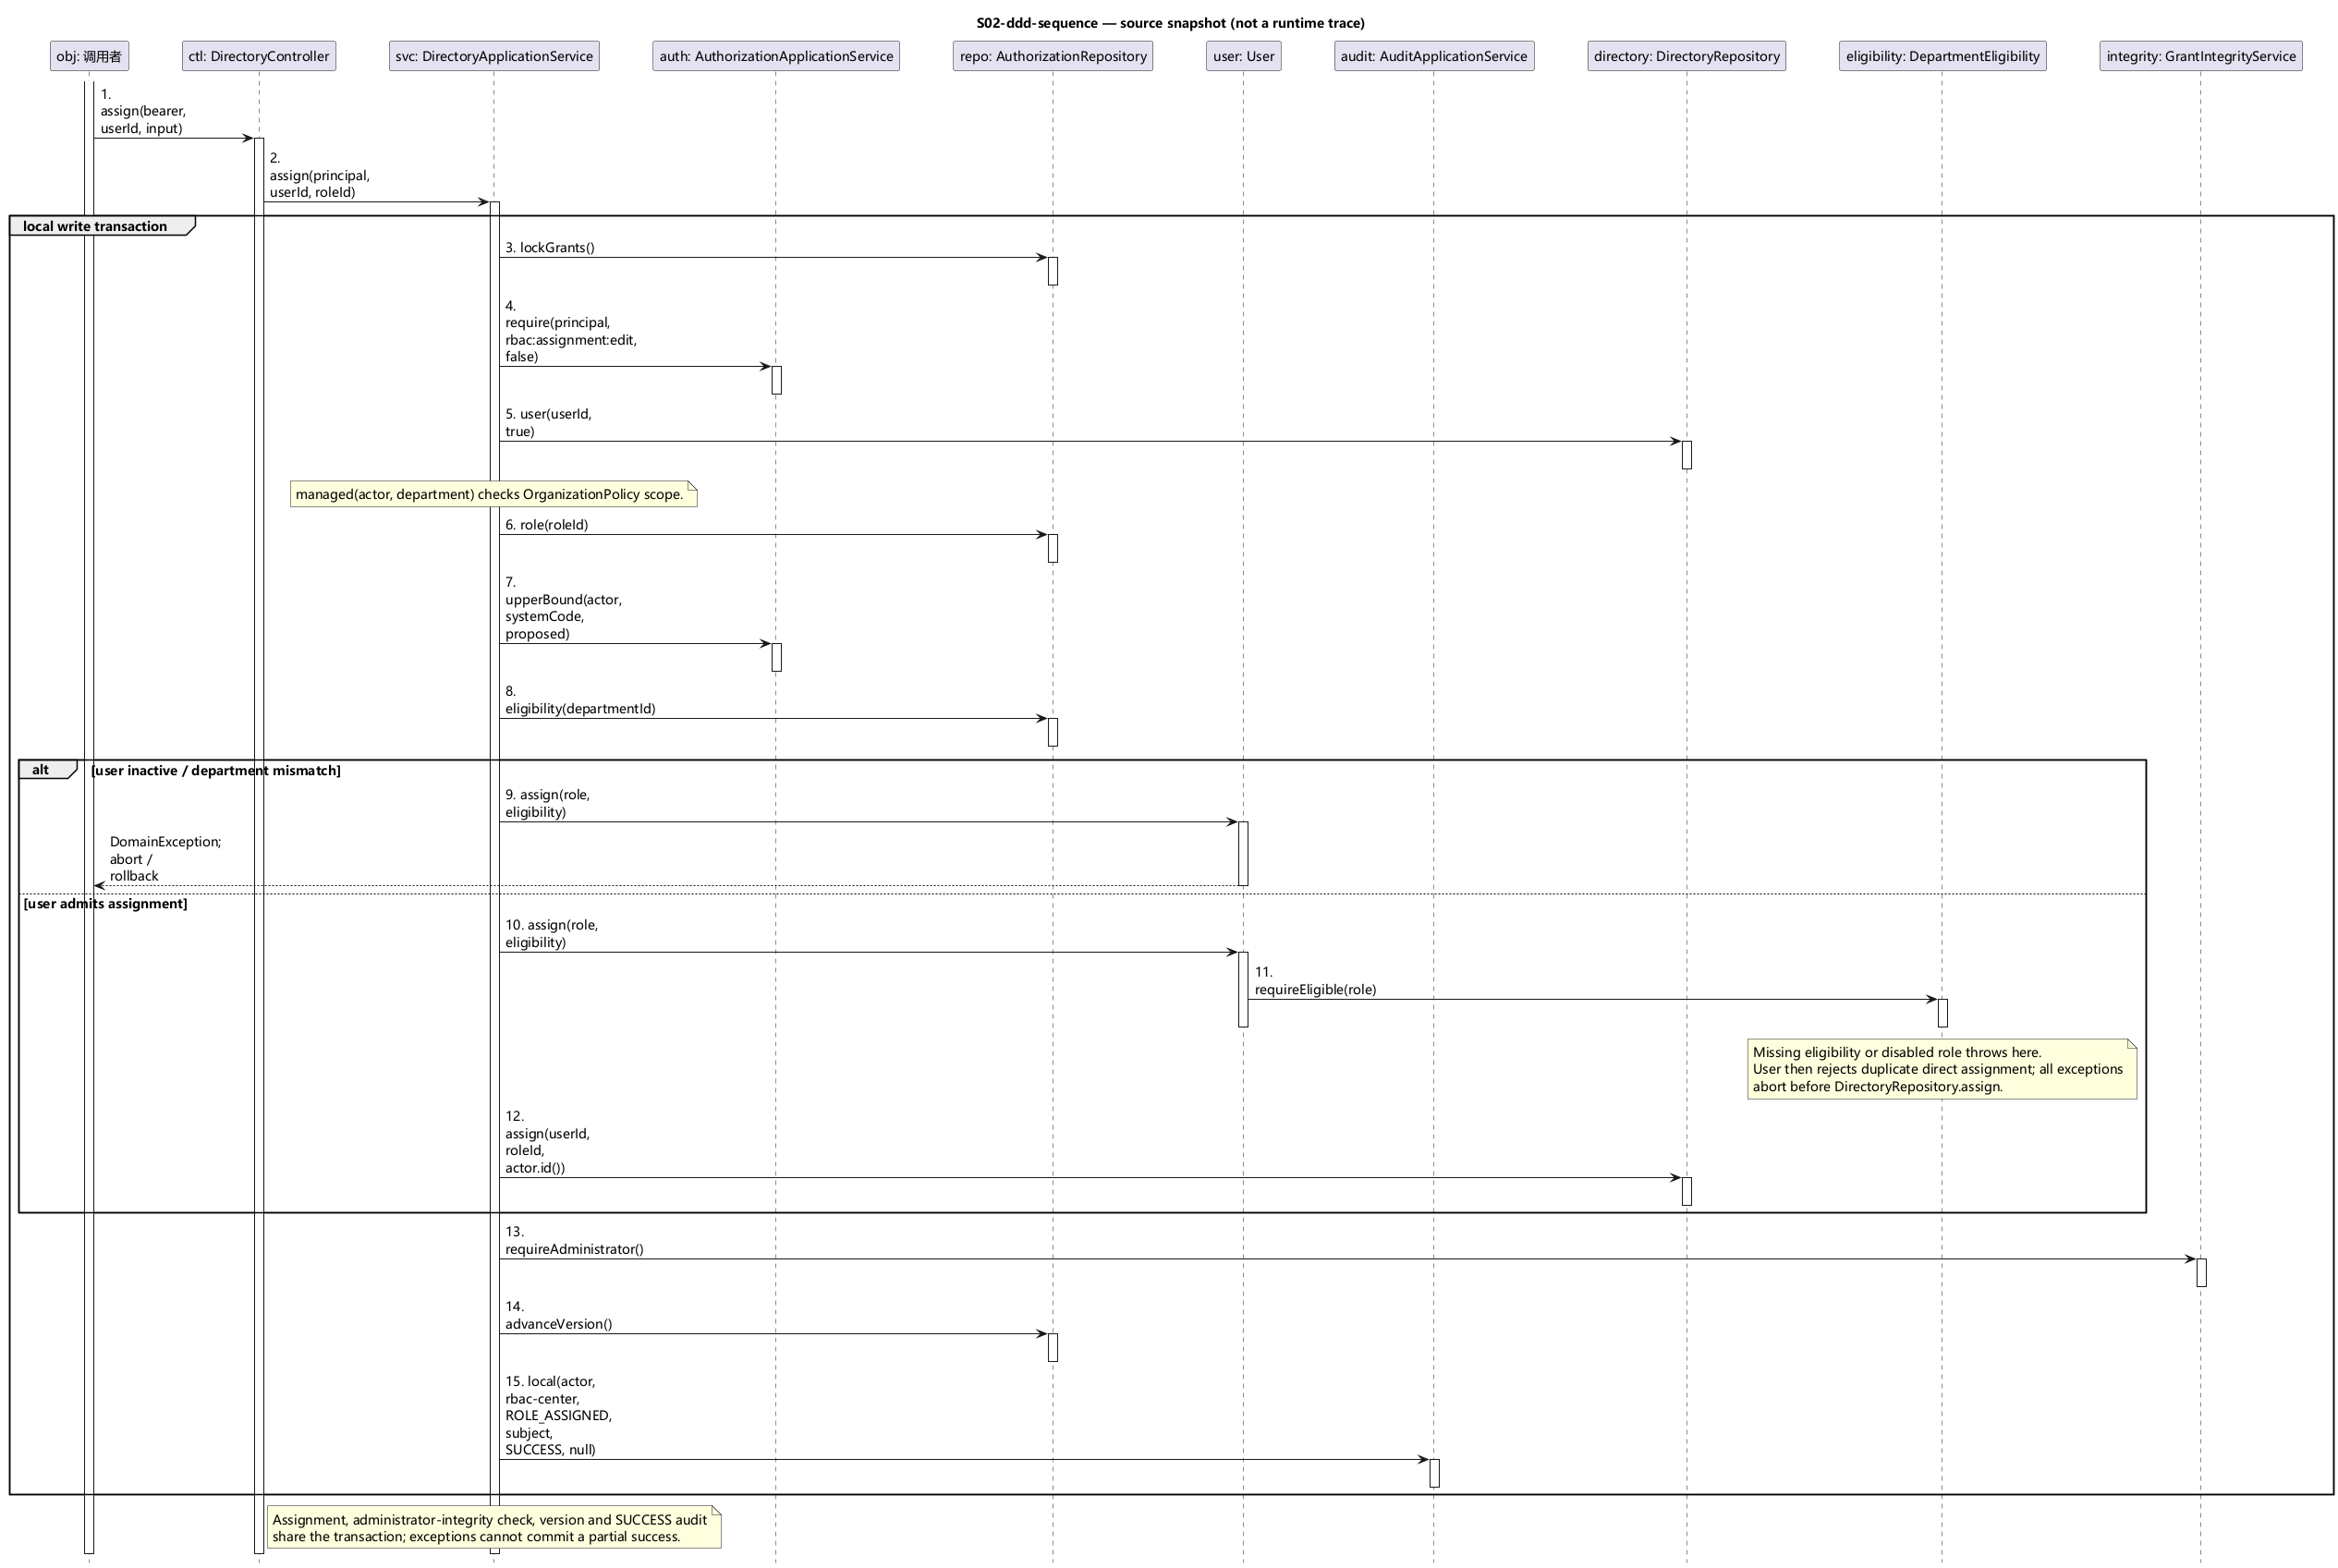 S02-ddd-sequence — source snapshot (not a runtime trace)
obj: 调用者
ctl: DirectoryController
svc: DirectoryApplicationService
auth: AuthorizationApplicationService
repo: AuthorizationRepository
user: User
audit: AuditApplicationService
directory: DirectoryRepository
eligibility: DepartmentEligibility
integrity: GrantIntegrityService
1.
assign(bearer,
userId, input)
2.
assign(principal,
userId, roleId)
local write transaction
3. lockGrants()
4.
require(principal,
rbac:assignment:edit,
false)
5. user(userId,
true)
managed(actor, department) checks OrganizationPolicy scope.
6. role(roleId)
7.
upperBound(actor,
systemCode,
proposed)
8.
eligibility(departmentId)
alt [user inactive / department mismatch]
9. assign(role,
eligibility)
DomainException;
abort /
rollback
[user admits assignment]
10. assign(role,
eligibility)
11.
requireEligible(role)
Missing eligibility or disabled role throws here.
User then rejects duplicate direct assignment; all exceptions
abort before DirectoryRepository.assign.
12.
assign(userId,
roleId,
actor.id())
13.
requireAdministrator()
14.
advanceVersion()
15. local(actor,
rbac-center,
ROLE_ASSIGNED,
subject,
SUCCESS, null)
Assignment, administrator-integrity check, version and SUCCESS audit
share the transaction; exceptions cannot commit a partial success.